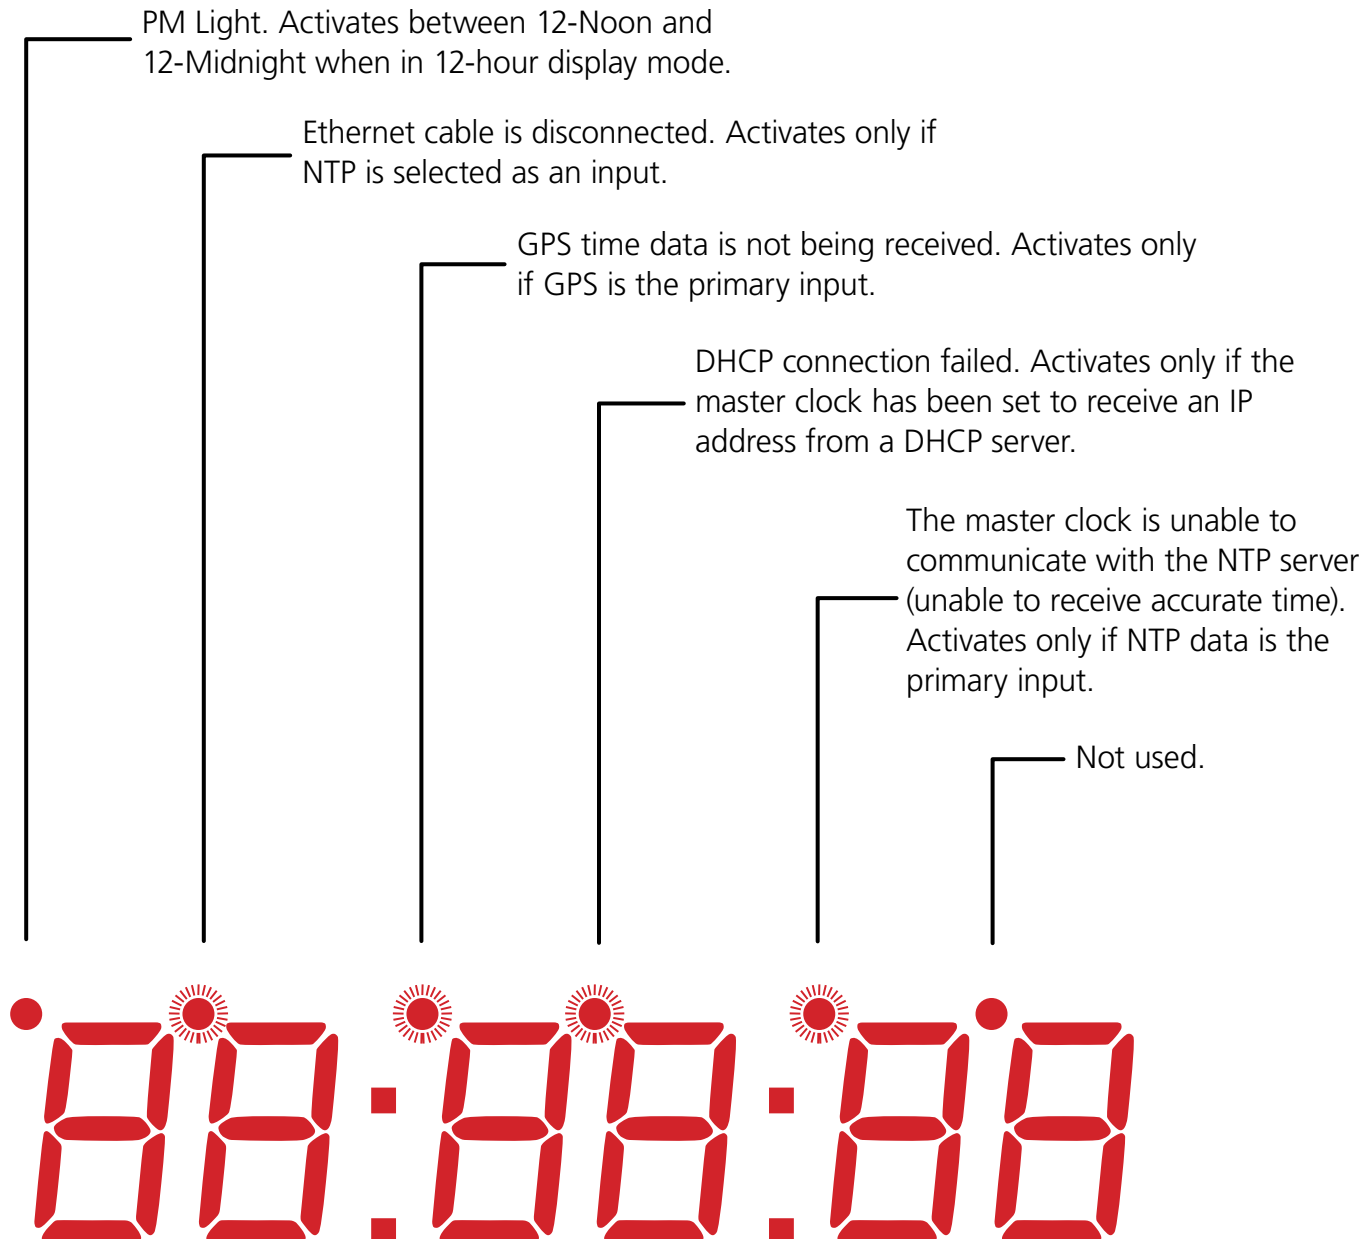 PM Light. Activates between 12-Noon and
12-Midnight when in 12-hour display mode.
Ethernet cable is disconnected. Activates only if
NTP is selected as an input.
GPS time data is not being received. Activates only
if GPS is the primary input.
DHCP connection failed. Activates only if the
master clock has been set to receive an IP
address from a DHCP server.
The master clock is unable to
communicate with the NTP server
(unable to receive accurate time).
Activates only if NTP data is the
primary input.
Not used.
88:88:88